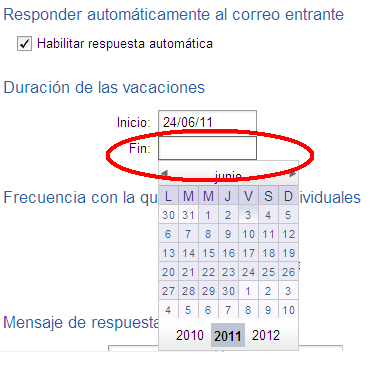 Responder automáticamente al correo entrante
Habilitar respuesta automática
Duración de las vacaciones
Inicio: 24/06/11
Fin:
junio
Frecuencia con la qu ividuales
L M M J V S D
30 31 1 2 3 4 5
6 7 8 9 10 11 12
13 14 15 16 17 18 19
20 21 22 23 24 25 26
27 28 29 30 1 2 3
4 5 6 7 8 9 10
Mensaje de respuesta
2010 2011 2012